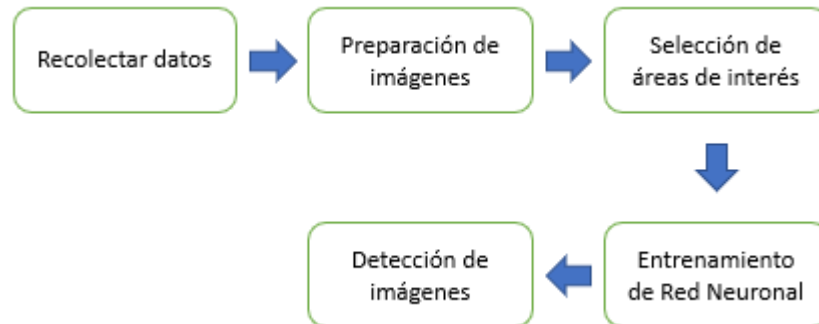 Recolectar datos
Preparación de
imágenes
Selección de
áreas de interés
Entrenamiento
de Red Neuronal
Detección de
imágenes